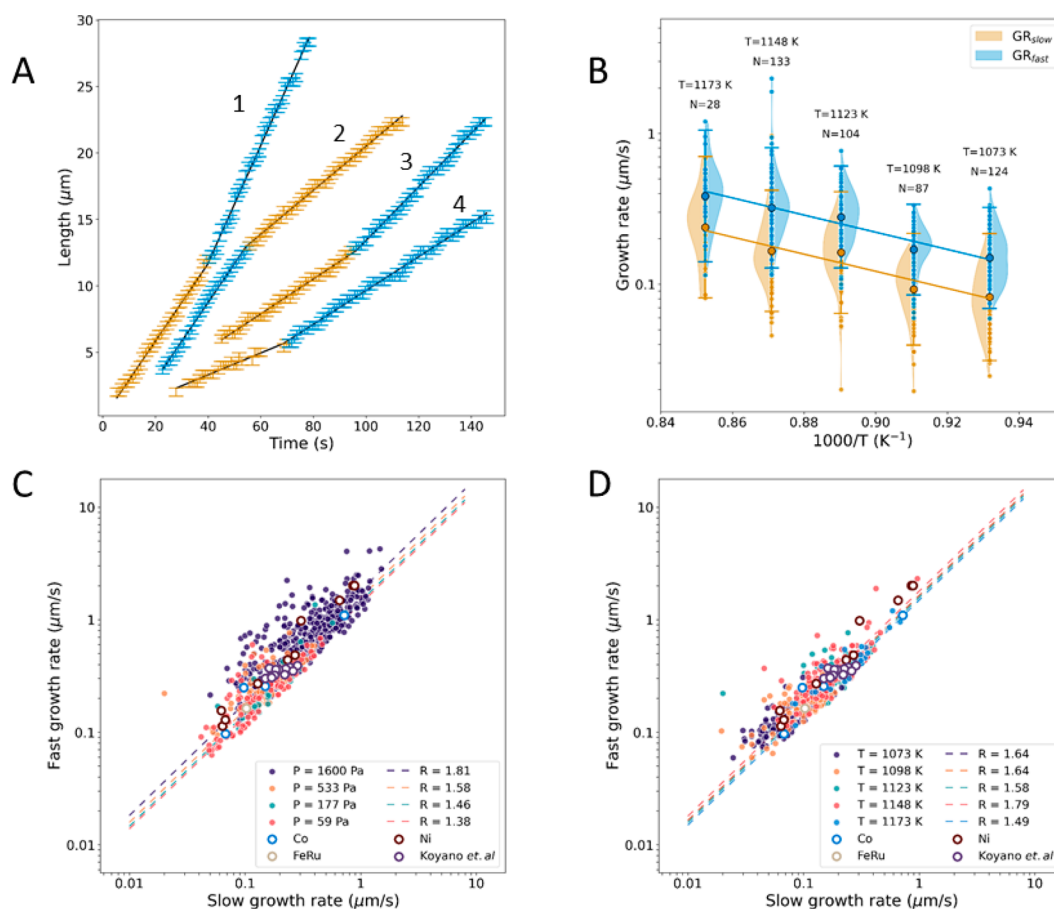 A
30
25
20
15
10
5
0
20
40
60
80
100
120
140
Length (μm)
Time (s)
1
2
3
4
B
GR_slow
GR_fast
T=1173 K
N=28
T=1148 K
N=133
T=1123 K
N=104
T=1098 K
N=87
T=1073 K
N=124
1
0.1
0.84
0.86
0.88
0.90
0.92
0.94
Growth rate (μm/s)
1000/T (K⁻¹)
C
10
1
0.1
0.01
0.01
0.1
1
10
Fast growth rate (μm/s)
Slow growth rate (μm/s)
P = 1600 Pa
P = 533 Pa
P = 177 Pa
P = 59 Pa
Co
FeRu
R = 1.81
R = 1.58
R = 1.46
R = 1.38
Ni
Koyano et. al
D
10
1
0.1
0.01
0.01
0.1
1
10
Fast growth rate (μm/s)
Slow growth rate (μm/s)
T = 1073 K
T = 1098 K
T = 1123 K
T = 1148 K
T = 1173 K
Co
FeRu
R = 1.64
R = 1.64
R = 1.58
R = 1.79
R = 1.49
Ni
Koyano et. al